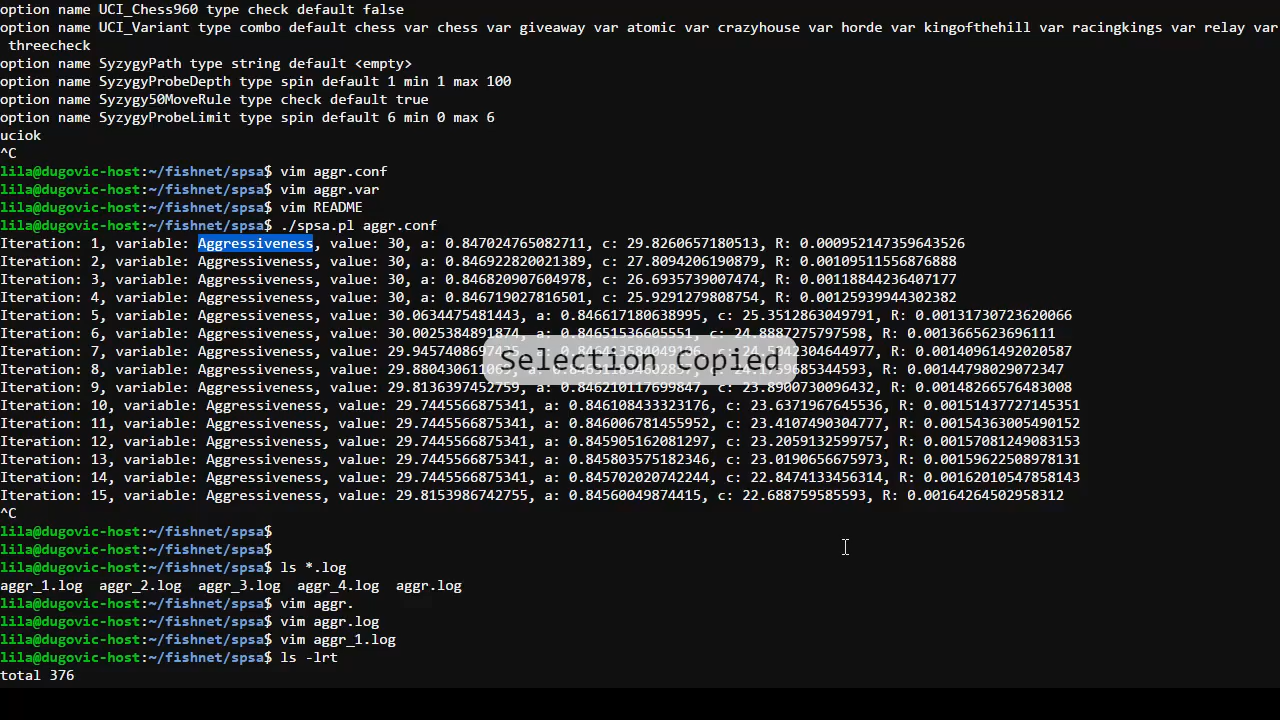 option name UCI_Chess960 type check default false
option name UCI_Variant type combo default chess var chess var giveaway var atomic var crazyhouse var horde var kingofthehill var racingkings var relay var
threecheck
option name SyzygyPath type string default <empty>
option name SyzygyProbeDepth type spin default 1 min 1 max 100
option name Syzygy50MoveRule type check default true
option name SyzygyProbeLimit type spin default 6 min 0 max 6
uciok
^C
lila@dugovic-host:~/fishnet/spsa$ vim aggr.conf
lila@dugovic-host:~/fishnet/spsa$ vim aggr.var
lila@dugovic-host:~/fishnet/spsa$ vim README
lila@dugovic-host:~/fishnet/spsa$ ./spsa.pl aggr.conf
Iteration: 1, variable: Aggressiveness, value: 30, a: 0.847024765082711, c: 29.8260657180513, R: 0.000952147359643526
Iteration: 2, variable: Aggressiveness, value: 30, a: 0.846922820021389, c: 27.8094206190879, R: 0.00109511556876888
Iteration: 3, variable: Aggressiveness, value: 30, a: 0.846820907604978, c: 26.6935739007474, R: 0.00118844236407177
Iteration: 4, variable: Aggressiveness, value: 30, a: 0.846719027816501, c: 25.9291279808754, R: 0.00125939944302382
Iteration: 5, variable: Aggressiveness, value: 30.0634475481443, a: 0.846617180638995, c: 25.3512863049791, R: 0.00131730723620066
Iteration: 6, variable: Aggressiveness, value: 30.0025384891874, a: 0.84651536605551, c: 24.8887275797598, R: 0.0013665623696111
Iteration: 7, variable: Aggressiveness, value: R: 0.00140961492020587
Iteration: 8, variable: Aggressiveness, value: R: 0.00144798029072347
Iteration: 9, variable: Aggressiveness, value: 29.8136397452759, a: 0.846210117699847, c: 23.8900730096432, R: 0.00148266576483008
Iteration: 10, variable: Aggressiveness, value: 29.7445566875341, a: 0.846108433323176, c: 23.6371967645536, R: 0.00151437727145351
Iteration: 11, variable: Aggressiveness, value: 29.7445566875341, a: 0.846006781455952, c: 23.4107490304777, R: 0.00154363005490152
Iteration: 12, variable: Aggressiveness, value: 29.7445566875341, a: 0.845905162081297, c: 23.2059132599757, R: 0.00157081249083153
Iteration: 13, variable: Aggressiveness, value: 29.7445566875341, a: 0.845803575182346, c: 23.0190656675973, R: 0.00159622508978131
Iteration: 14, variable: Aggressiveness, value: 29.7445566875341, a: 0.845702020742244, c: 22.8474133456314, R: 0.00162010547858143
Iteration: 15, variable: Aggressiveness, value: 29.8153986742755, a: 0.84560049874415, c: 22.688759585593, R: 0.00164264502958312
Selection Copied
^C
lila@dugovic-host:~/fishnet/spsa$
lila@dugovic-host:~/fishnet/spsa$
lila@dugovic-host:~/fishnet/spsa$ ls *.log
aggr_1.log aggr_2.log aggr_3.log aggr_4.log aggr.log
lila@dugovic-host:~/fishnet/spsa$ vim aggr.
lila@dugovic-host:~/fishnet/spsa$ vim aggr.log
lila@dugovic-host:~/fishnet/spsa$ vim aggr_1.log
lila@dugovic-host:~/fishnet/spsa$ ls -lrt
total 376